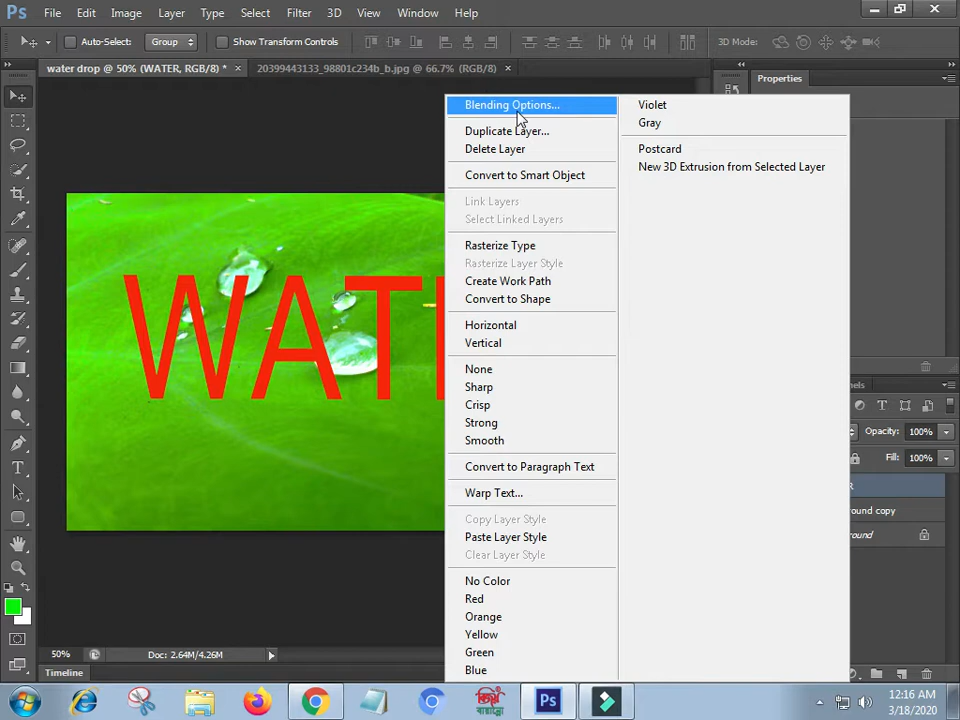 Ps File Edit Image Layer Type Select Filter 3D View Window Help
Auto-Select: Group Show Transform Controls 3D Mode:
water drop @ 50% (WATER, RGB/8) * × 20399443133_98801c234b_b.jpg @ 66.7% (RGB/8) × Properties
Blending Options...
Duplicate Layer...
Delete Layer
Convert to Smart Object
Link Layers
Select Linked Layers
Rasterize Type
Rasterize Layer Style
Create Work Path
Convert to Shape
Horizontal
Vertical
None
Sharp
Crisp
Strong
Smooth
Convert to Paragraph Text
Warp Text...
Copy Layer Style
Paste Layer Style
Clear Layer Style
No Color
Red
Orange
Yellow
Green
Blue
Violet
Gray
Postcard
New 3D Extrusion from Selected Layer
WATE
nels
Opacity: 100%
Fill: 100%
R
ound copy
ound
50% Doc: 2.64M/4.26M
Timeline
Ps
12:16 AM
3/18/2020